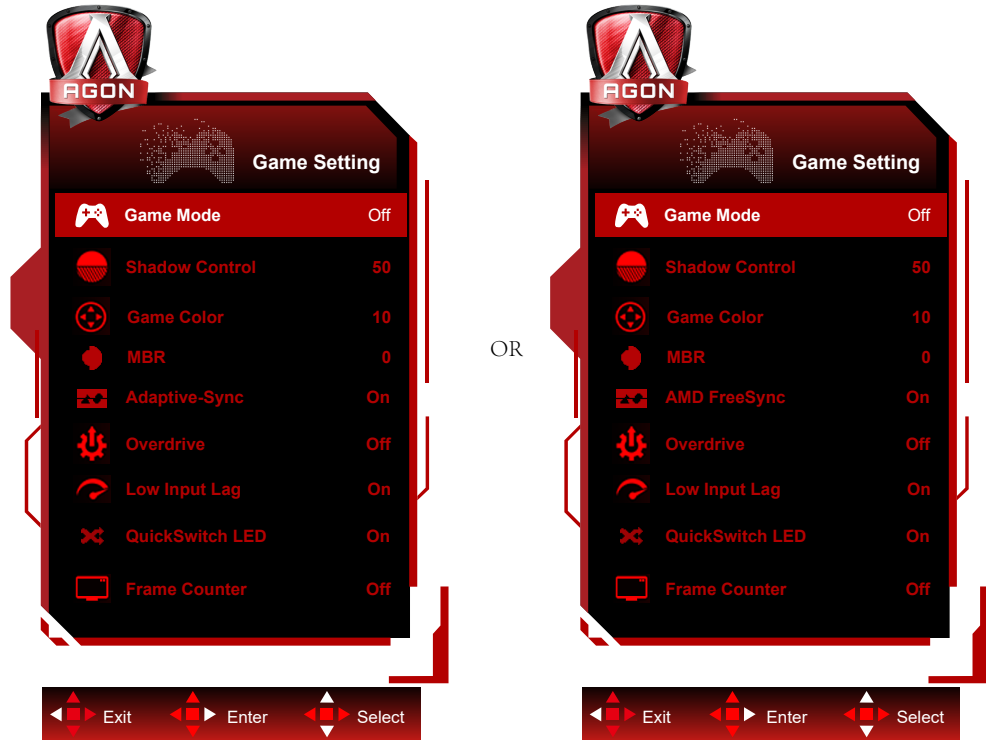 AGON
Game Setting
Game Mode Off
Shadow Control 50
Game Color 10
MBR 0
Adaptive-Sync On
Overdrive Off
Low Input Lag On
QuickSwitch LED On
Frame Counter Off
Exit Enter Select
OR
AGON
Game Setting
Game Mode Off
Shadow Control 50
Game Color 10
MBR 0
AMD FreeSync On
Overdrive Off
Low Input Lag On
QuickSwitch LED On
Frame Counter Off
Exit Enter Select